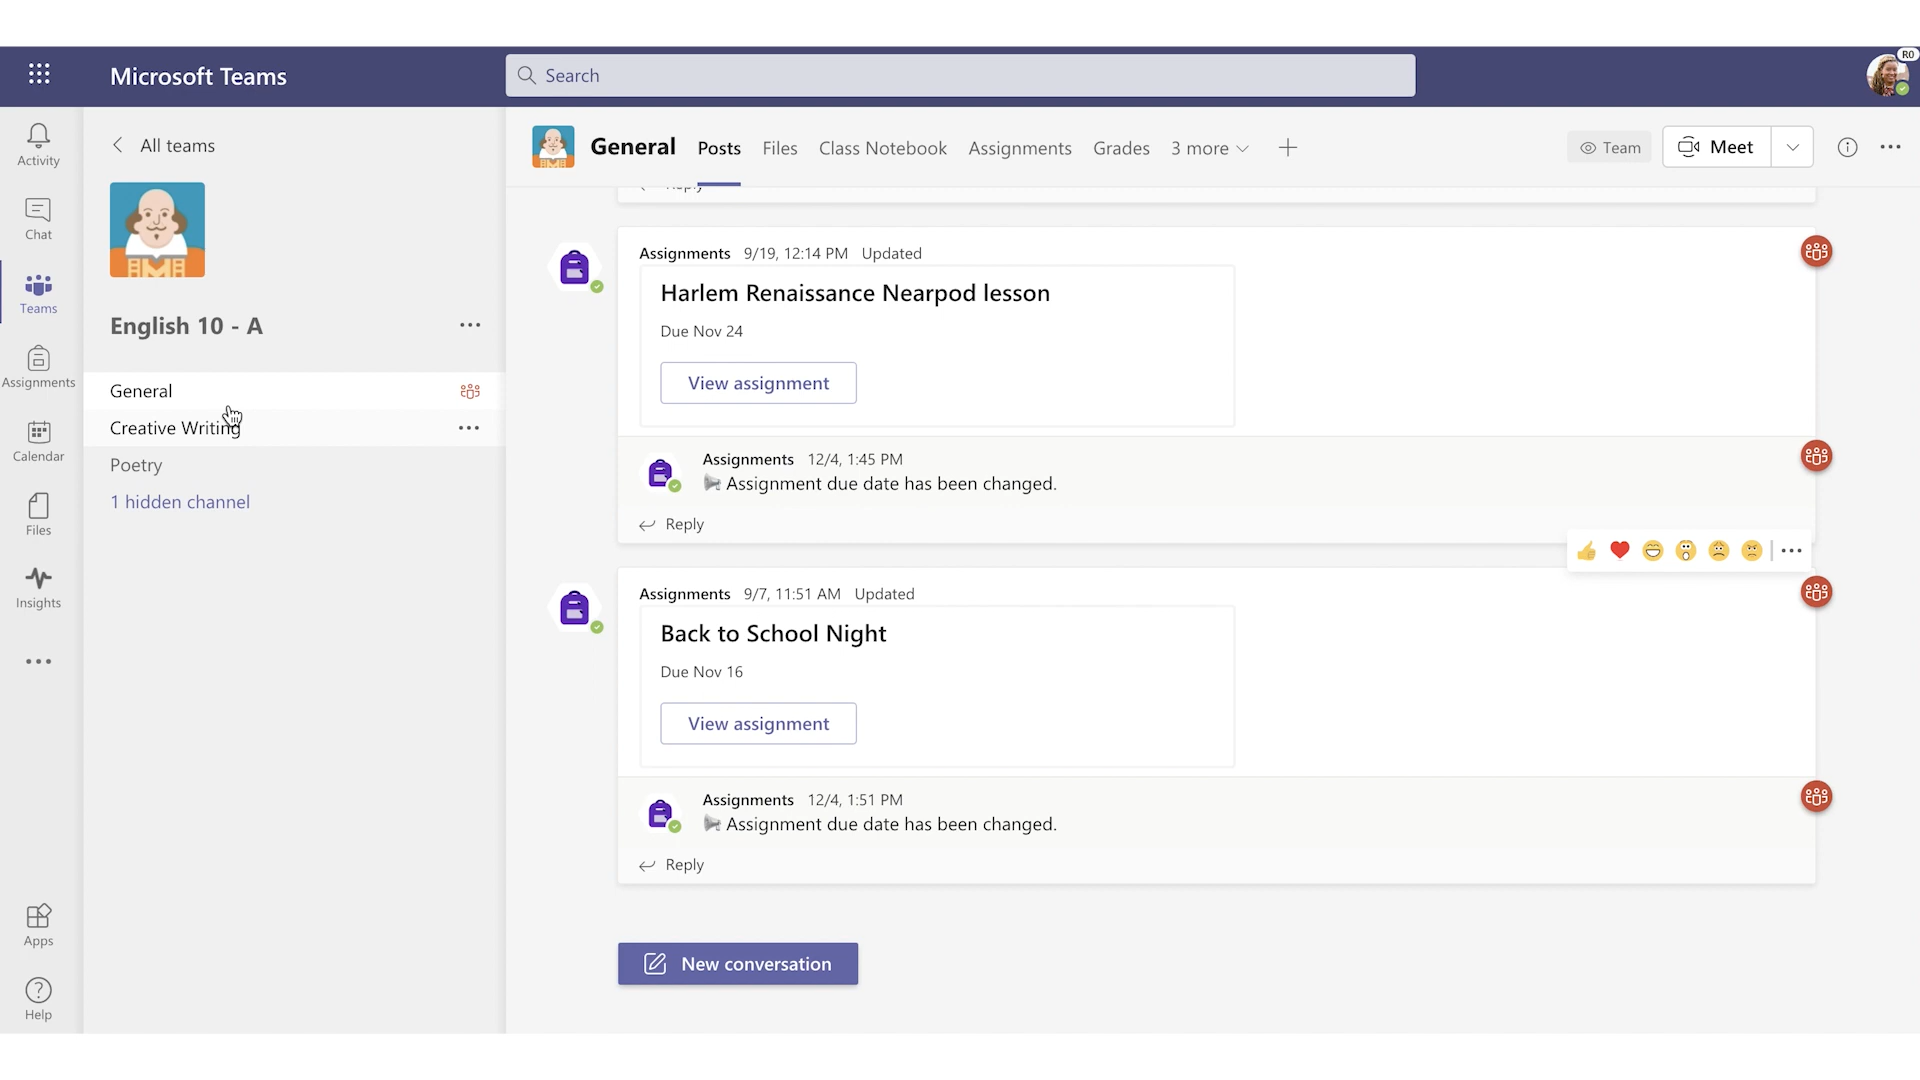 Microsoft Teams
Search
RO
Activity
Chat
Teams
Assignments
Calendar
Files
Insights
Apps
Help
All teams
English 10 - A
General
Creative Writing
Poetry
1 hidden channel
General Posts Files Class Notebook Assignments Grades 3 more
Team Meet
Reply
Assignments 9/19, 12:14 PM Updated
Harlem Renaissance Nearpod lesson
Due Nov 24
View assignment
Assignments 12/4, 1:45 PM
Assignment due date has been changed.
Reply
Assignments 9/7, 11:51 AM Updated
Back to School Night
Due Nov 16
View assignment
Assignments 12/4, 1:51 PM
Assignment due date has been changed.
Reply
New conversation